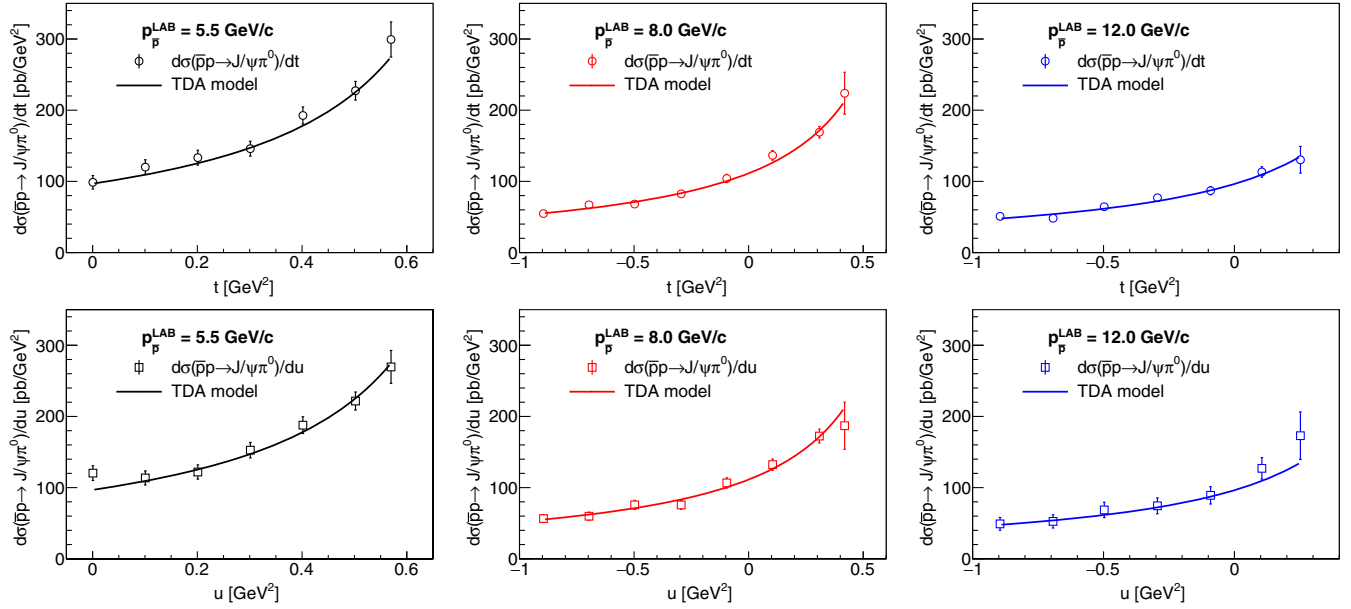 dσ(p̅p→ J/ψπ⁰)/dt [pb/GeV²]
300
200
100
0
p_p̅^LAB = 5.5 GeV/c
dσ(p̅p→J/ψπ⁰)/dt
TDA model
0 0.2 0.4 0.6
t [GeV²]
dσ(p̅p→ J/ψπ⁰)/dt [pb/GeV²]
300
200
100
0
p_p̅^LAB = 8.0 GeV/c
dσ(p̅p→J/ψπ⁰)/dt
TDA model
−1 −0.5 0 0.5
t [GeV²]
dσ(p̅p→ J/ψπ⁰)/dt [pb/GeV²]
300
200
100
0
p_p̅^LAB = 12.0 GeV/c
dσ(p̅p→J/ψπ⁰)/dt
TDA model
−1 −0.5 0
t [GeV²]
dσ(p̅p→ J/ψπ⁰)/du [pb/GeV²]
300
200
100
0
p_p̅^LAB = 5.5 GeV/c
dσ(p̅p→J/ψπ⁰)/du
TDA model
0 0.2 0.4 0.6
u [GeV²]
dσ(p̅p→ J/ψπ⁰)/du [pb/GeV²]
300
200
100
0
p_p̅^LAB = 8.0 GeV/c
dσ(p̅p→J/ψπ⁰)/du
TDA model
−1 −0.5 0 0.5
u [GeV²]
dσ(p̅p→ J/ψπ⁰)/du [pb/GeV²]
300
200
100
0
p_p̅^LAB = 12.0 GeV/c
dσ(p̅p→J/ψπ⁰)/du
TDA model
−1 −0.5 0
u [GeV²]